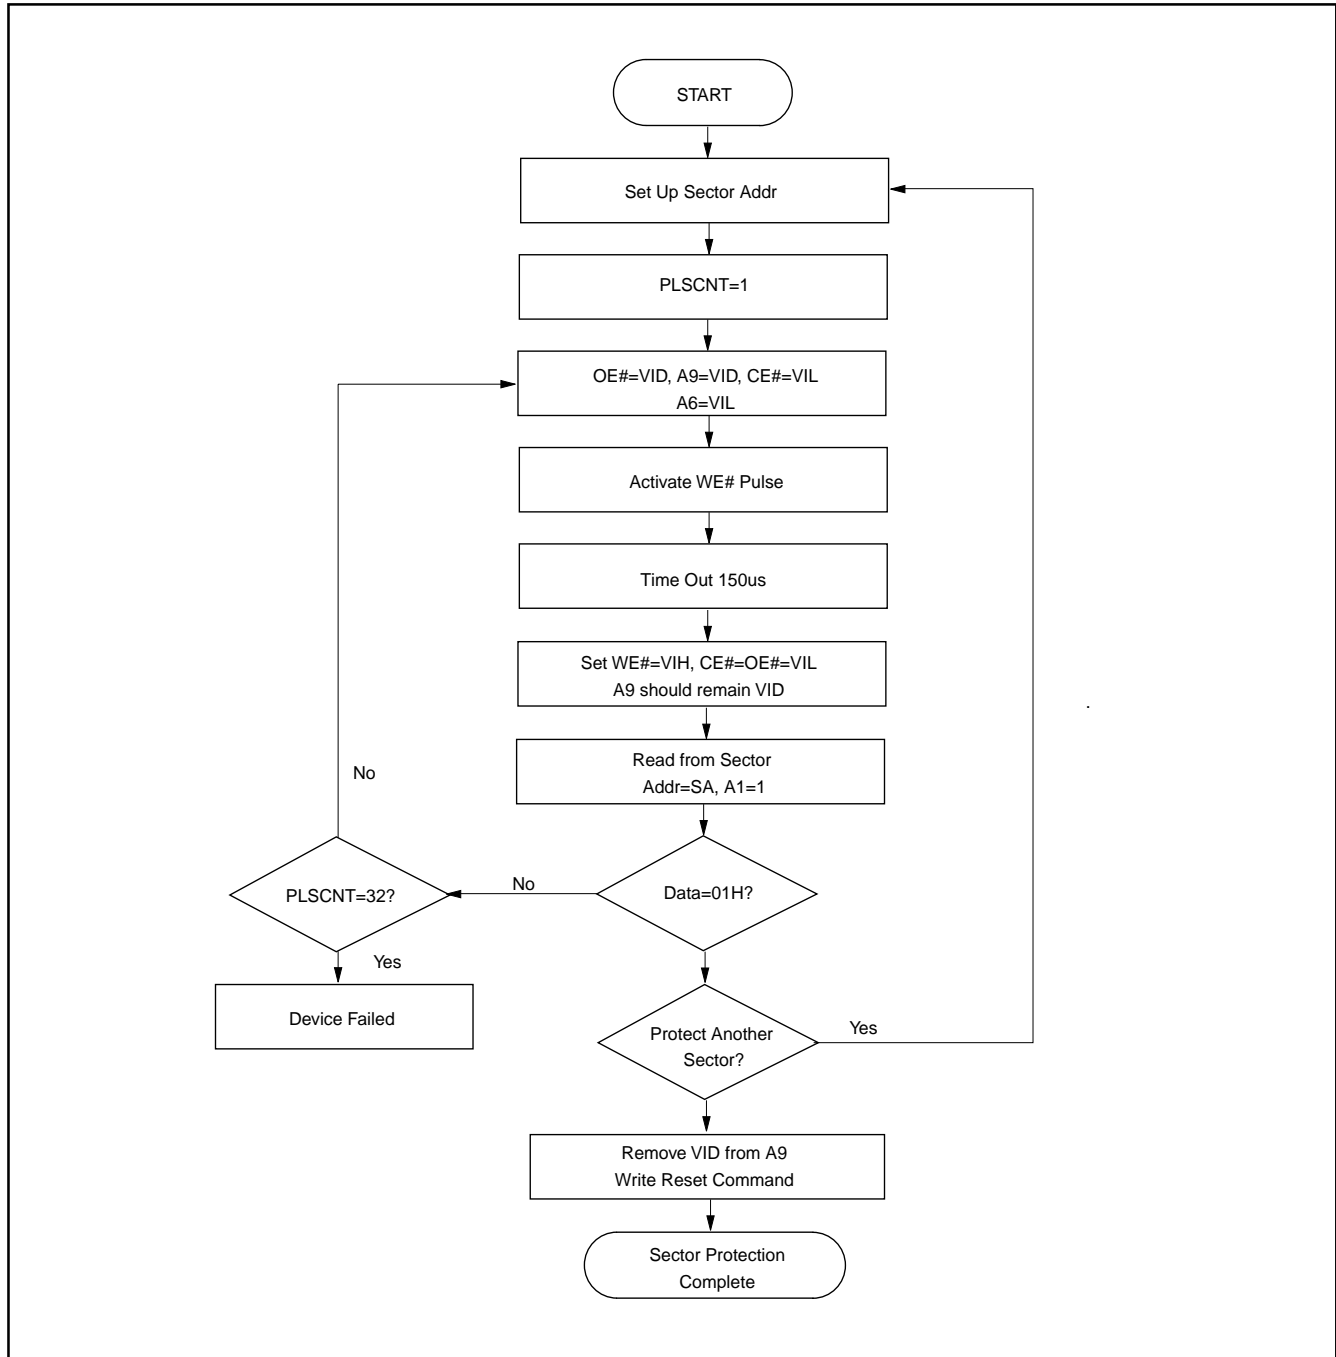 START
Set Up Sector Addr
PLSCNT=1
OE#=VID, A9=VID, CE#=VIL
A6=VIL
Activate WE# Pulse
Time Out 150us
Set WE#=VIH, CE#=OE#=VIL
A9 should remain VID
Read from Sector
Addr=SA, A1=1
No
PLSCNT=32?
No
Data=01H?
Yes
Device Failed
Protect Another
Sector?
Yes
Remove VID from A9
Write Reset Command
Sector Protection
Complete